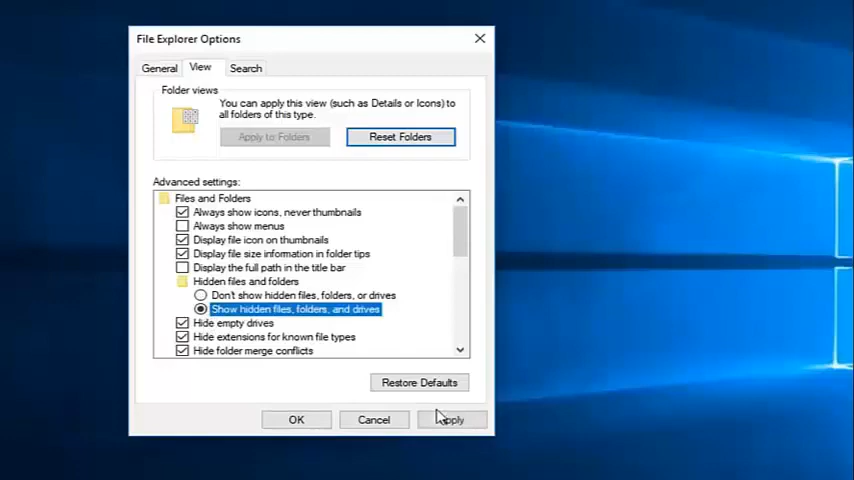 File Explorer Options
General View Search
Folder views
You can apply this view (such as Details or Icons) to
all folders of this type.
Apply to Folders Reset Folders
Advanced settings:
Files and Folders
Always show icons, never thumbnails
Always show menus
Display file icon on thumbnails
Display file size information in folder tips
Display the full path in the title bar
Hidden files and folders
Don't show hidden files, folders, or drives
Show hidden files, folders, and drives
Hide empty drives
Hide extensions for known file types
Hide folder merge conflicts
Restore Defaults
OK Cancel Apply